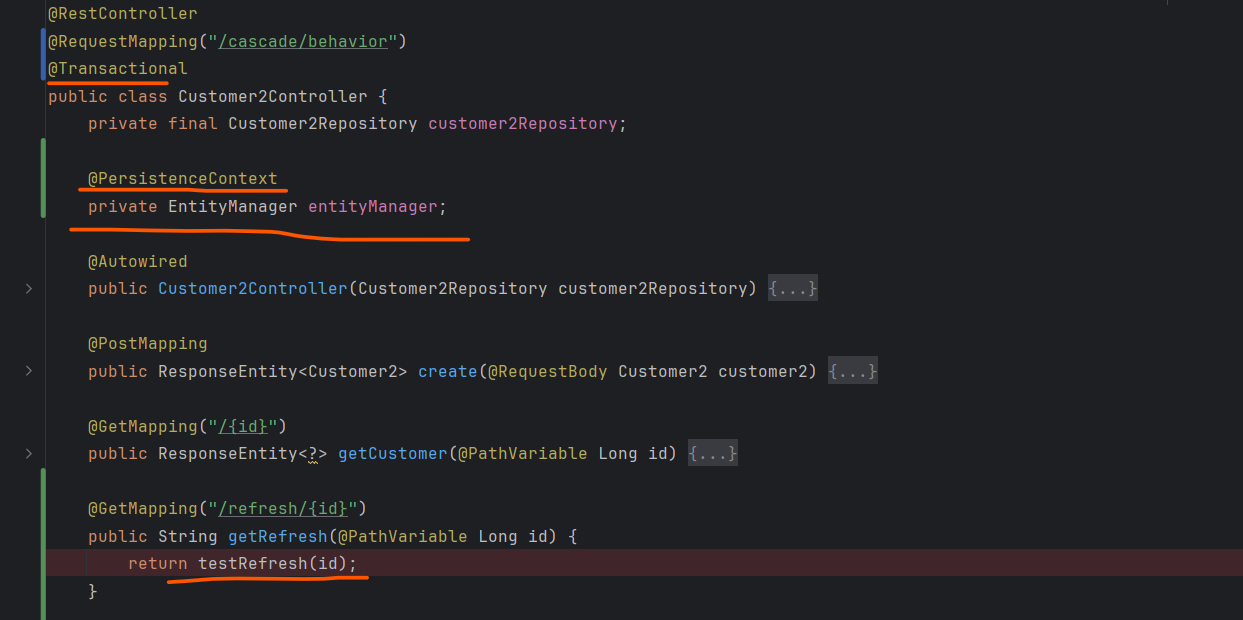 @RestController
@RequestMapping("/cascade/behavior")
@Transactional
public class Customer2Controller {
    private final Customer2Repository customer2Repository;
    @PersistenceContext
    private EntityManager entityManager;
    @Autowired
    public Customer2Controller(Customer2Repository customer2Repository) {...}
    @PostMapping
    public ResponseEntity<Customer2> create(@RequestBody Customer2 customer2) {...}
    @GetMapping("/{id}")
    public ResponseEntity<?> getCustomer(@PathVariable Long id) {...}
    @GetMapping("/refresh/{id}")
    public String getRefresh(@PathVariable Long id) {
        return testRefresh(id);
    }